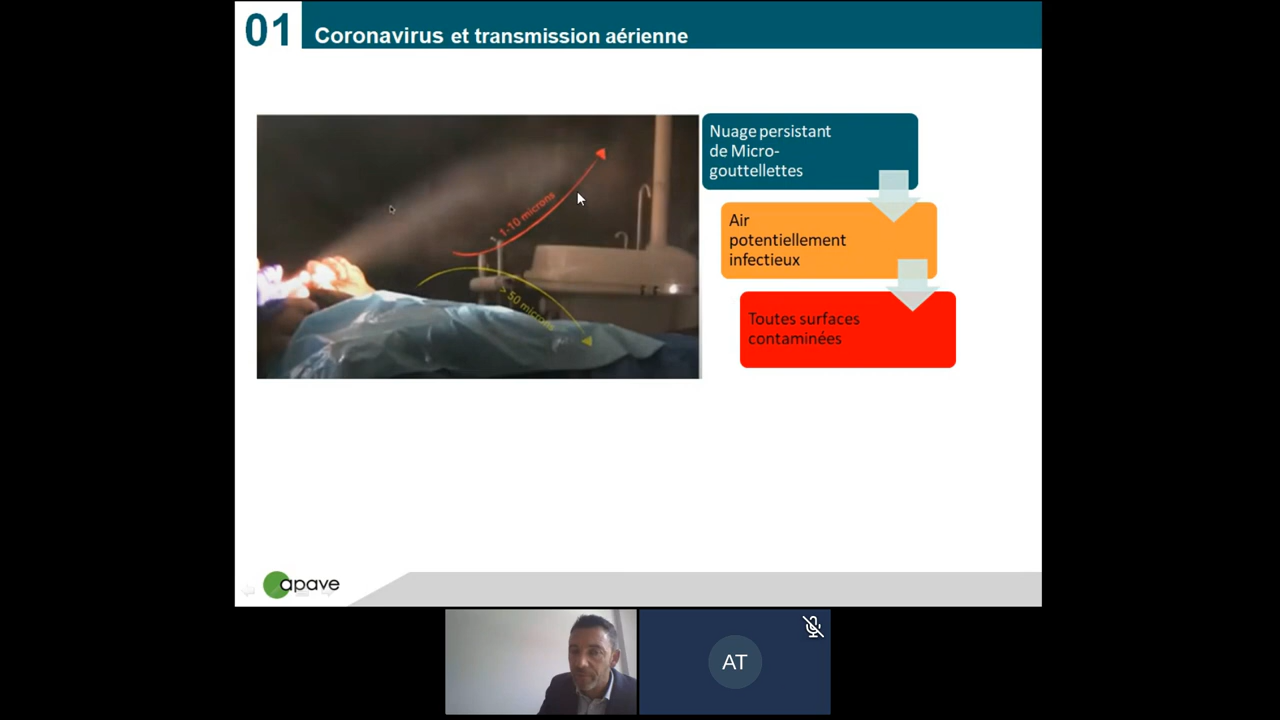 01 Coronavirus et transmission aérienne
1-10 microns
> 50 microns
Nuage persistant
de Micro-
gouttellettes
Air
potentiellement
infectieux
Toutes surfaces
contaminées
apave
AT